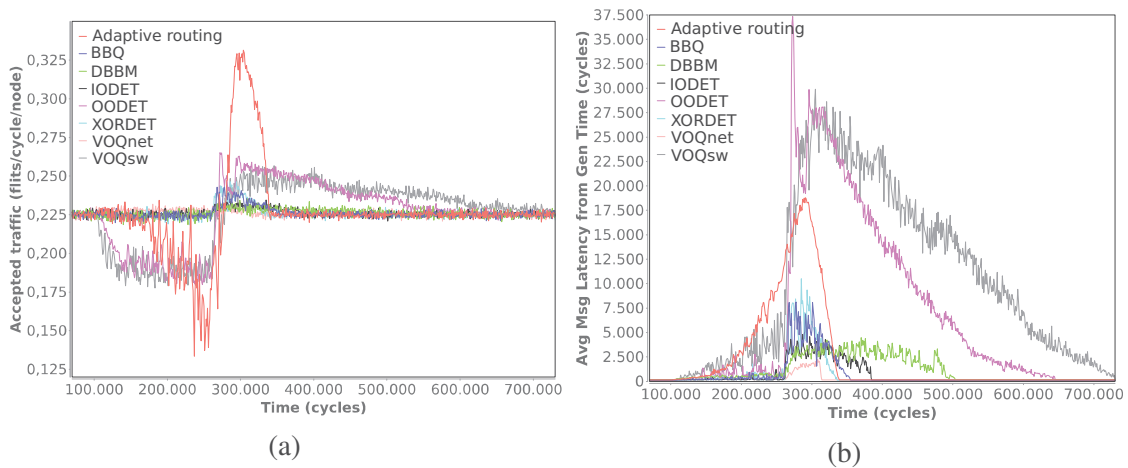 Accepted traffic (flits/cycle/node)
0,350
0,325
0,300
0,275
0,250
0,225
0,200
0,175
0,150
0,125
Adaptive routing
BBQ
DBBM
IODET
OODET
XORDET
VOQnet
VOQsw
100.000 200.000 300.000 400.000 500.000 600.000 700.000
Time (cycles)
(a)
Avg Msg Latency from Gen Time (cycles)
37.500
35.000
32.500
30.000
27.500
25.000
22.500
20.000
17.500
15.000
12.500
10.000
7.500
5.000
2.500
0
Adaptive routing
BBQ
DBBM
IODET
OODET
XORDET
VOQnet
VOQsw
100.000 200.000 300.000 400.000 500.000 600.000 700.000
Time (cycles)
(b)